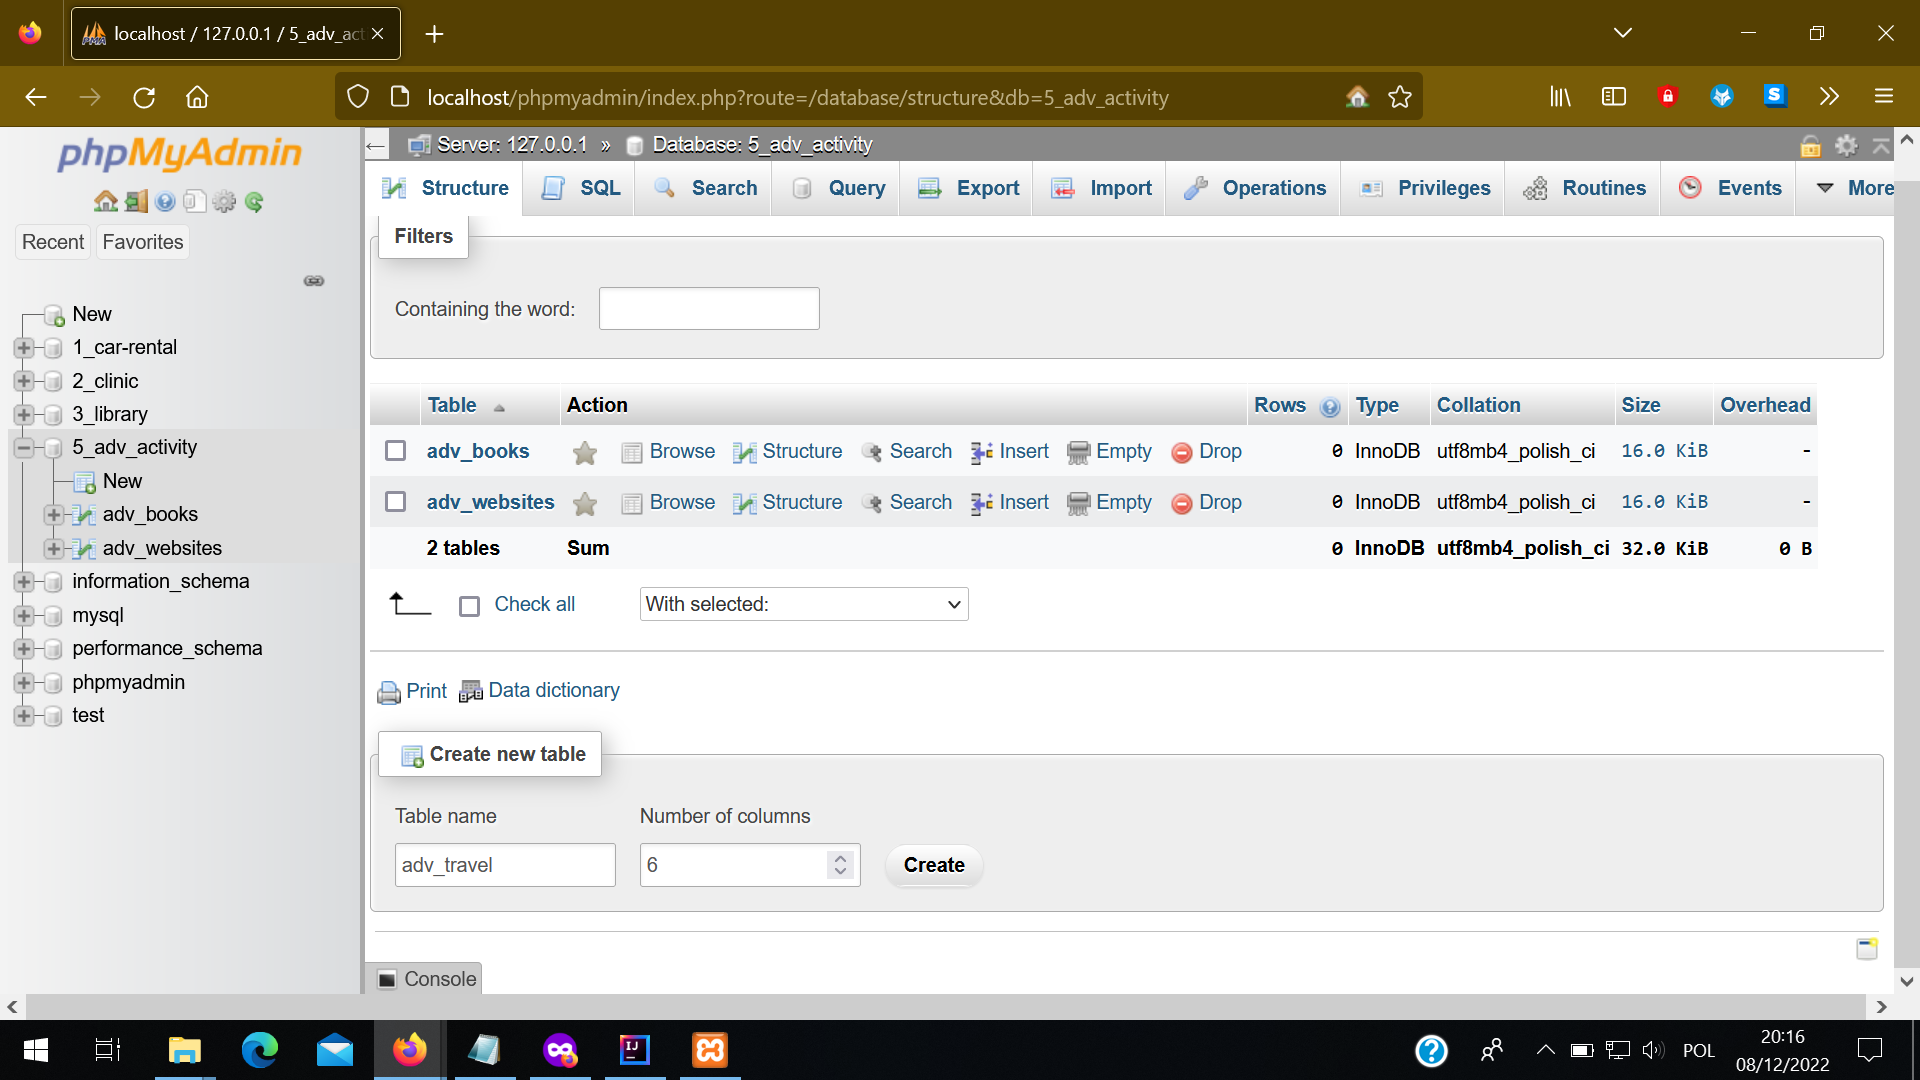 localhost / 127.0.0.1 / 5_adv_act
localhost/phpmyadmin/index.php?route=/database/structure&db=5_adv_activity
phpMyAdmin
Recent Favorites
New
1_car-rental
2_clinic
3_library
5_adv_activity
New
adv_books
adv_websites
information_schema
mysql
performance_schema
phpmyadmin
test
Server: 127.0.0.1 » Database: 5_adv_activity
Structure SQL Search Query Export Import Operations Privileges Routines Events More
Filters
Containing the word:
Table Action Rows Type Collation Size Overhead
adv_books Browse Structure Search Insert Empty Drop 0 InnoDB utf8mb4_polish_ci 16.0 KiB -
adv_websites Browse Structure Search Insert Empty Drop 0 InnoDB utf8mb4_polish_ci 16.0 KiB -
2 tables Sum 0 InnoDB utf8mb4_polish_ci 32.0 KiB 0 B
Check all With selected:
Print Data dictionary
Create new table
Table name Number of columns
adv_travel 6 Create
Console
POL
20:16
08/12/2022